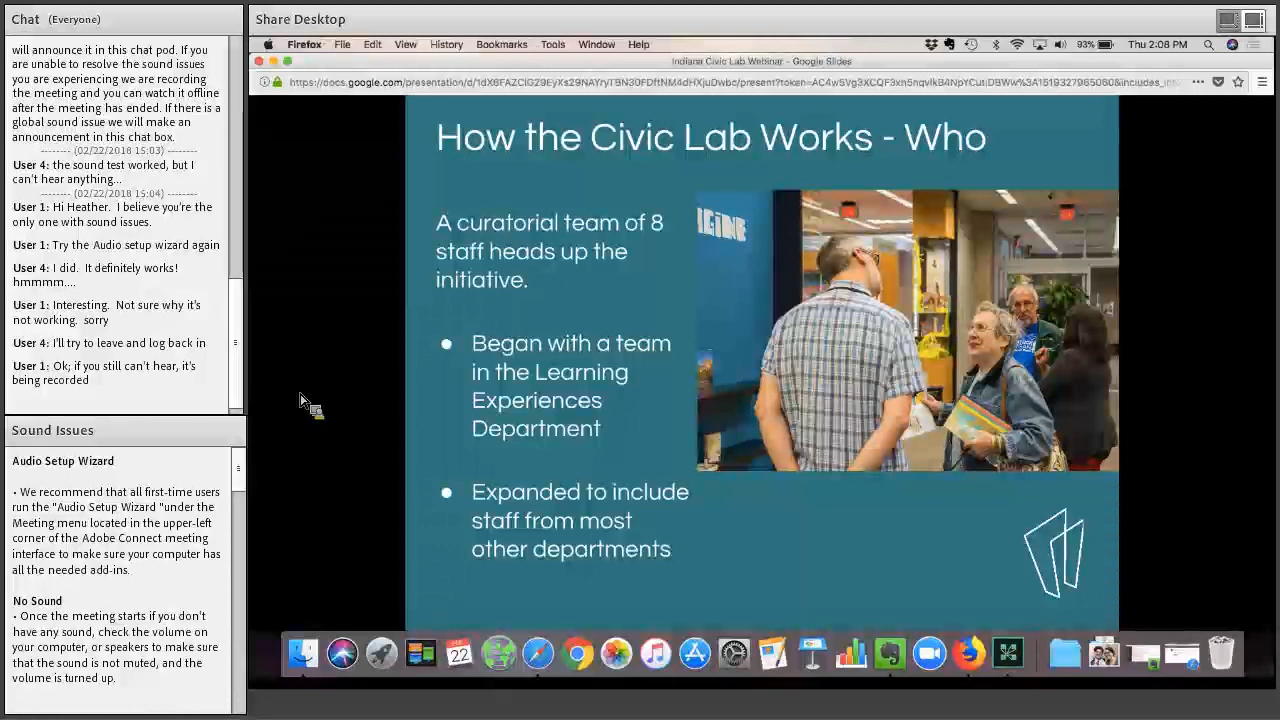 Chat (Everyone)
will announce it in this chat pod. If you
are unable to resolve the sound issues
you are experiencing we are recording
the meeting and you can watch it offline
after the meeting has ended. If there is a
global sound issue we will make an
announcement in this chat box.
-------- (02/22/2018 15:03) --------
User 4: the sound test worked, but I
can't hear anything...
-------- (02/22/2018 15:04) --------
User 1: Hi Heather. I believe you're the
only one with sound issues.
User 1: Try the Audio setup wizard again
User 4: I did. It definitely works!
hmmmm....
User 1: Interesting. Not sure why it's
not working. sorry
User 4: I'll try to leave and log back in
User 1: Ok; if you still can't hear, it's
being recorded
Sound Issues
Audio Setup Wizard
• We recommend that all first-time users
run the "Audio Setup Wizard "under the
Meeting menu located in the upper-left
corner of the Adobe Connect meeting
interface to make sure your computer has
all the needed add-ins.
No Sound
• Once the meeting starts if you don't
have any sound, check the volume on
your computer, or speakers to make sure
that the sound is not muted, and the
volume is turned up.
Share Desktop
Firefox File Edit View History Bookmarks Tools Window Help 93% Thu 2:08 PM
Indiana Civic Lab Webinar - Google Slides
https://docs.google.com/presentation/d/
How the Civic Lab Works - Who
A curatorial team of 8
staff heads up the
initiative.
• Began with a team
in the Learning
Experiences
Department
• Expanded to include
staff from most
other departments
22